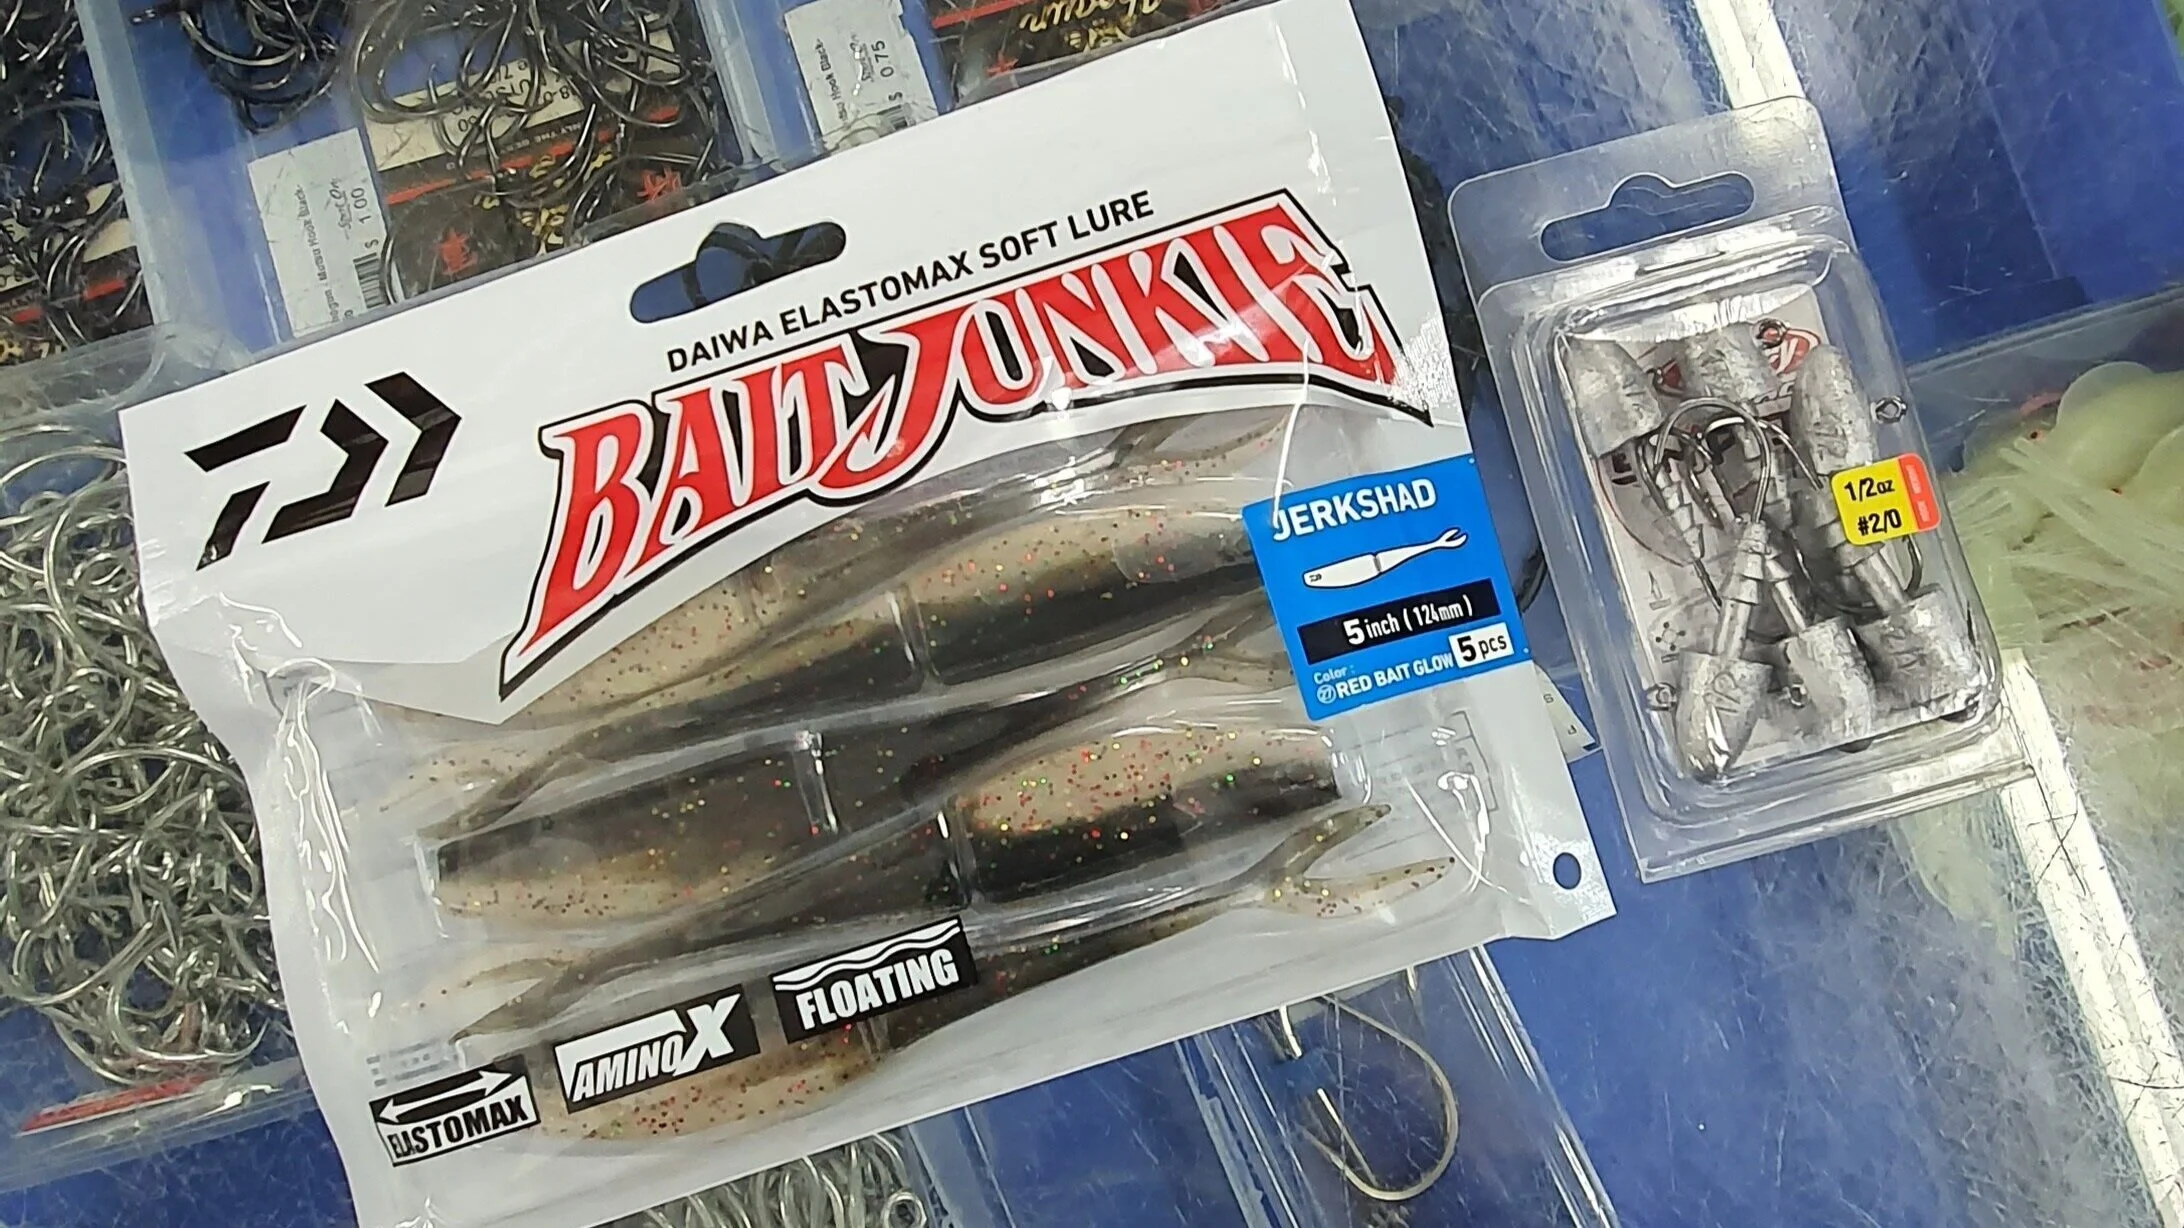 DAIWA ELASTOMAX SOFT LURE
BAIT JUNKIE
JERKSHAD
5 inch (124mm)
Color:
27 RED BAIT GLOW
5 pcs
FLOATING
AMINO X
ELASTOMAX
1/2oz
#2/0
$ 1.00
$ 0.75